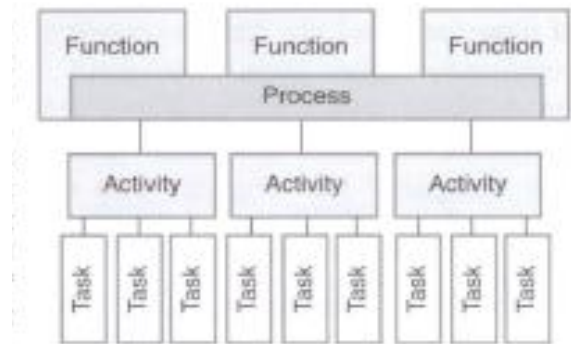 Function Function Function
Process
Activity Activity Activity
Task Task Task Task Task Task Task Task Task